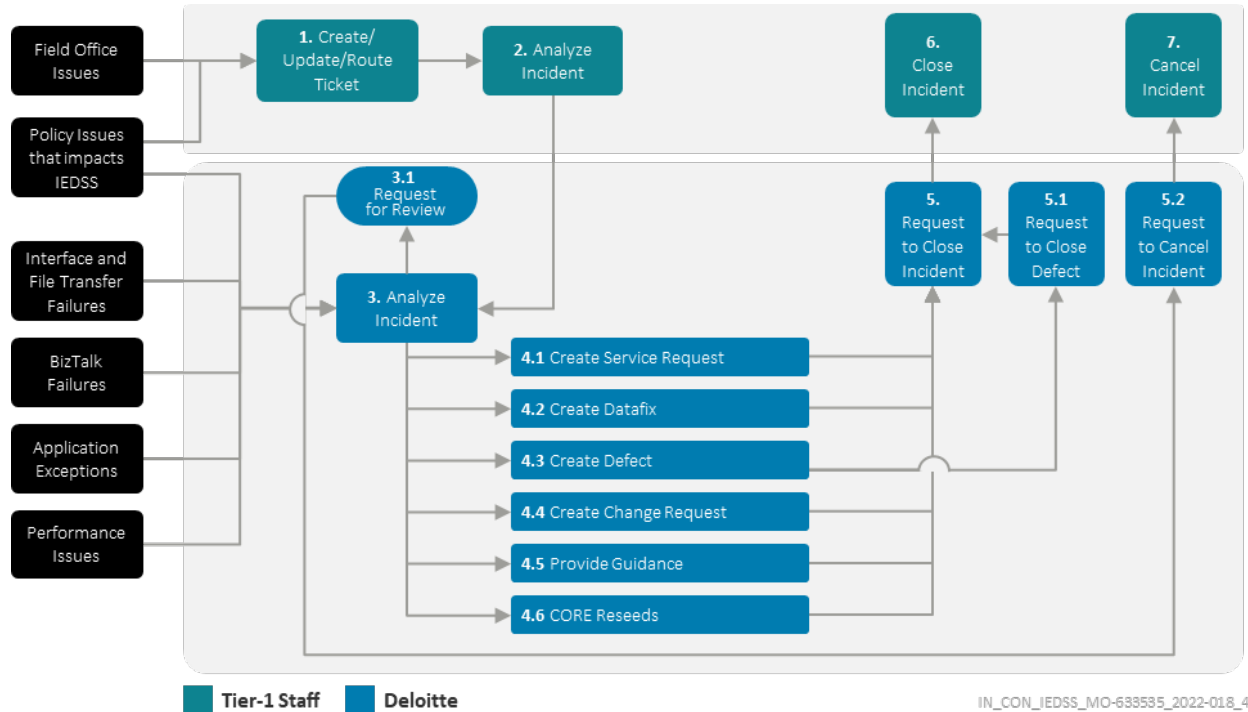 Field Office
Issues
Policy Issues
that impacts
IEDSS
Interface and
File Transfer
Failures
BizTalk
Failures
Application
Exceptions
Performance
Issues
1. Create/
Update/Route
Ticket
2. Analyze
Incident
6.
Close
Incident
7.
Cancel
Incident
3.1
Request
for Review
3. Analyze
Incident
5.
Request
to Close
Incident
5.1
Request
to Close
Defect
5.2
Request
to Cancel
Incident
4.1 Create Service Request
4.2 Create Datafix
4.3 Create Defect
4.4 Create Change Request
4.5 Provide Guidance
4.6 CORE Reseeds
Tier-1 Staff
Deloitte
IN_CON_IEDSS_MO-633535_2022-018_4